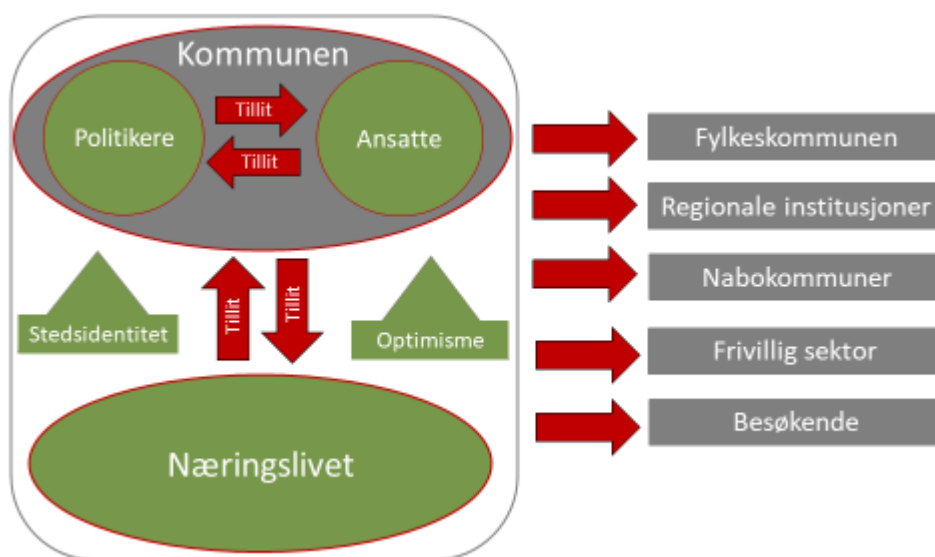 Kommunen
Politikere
Tillit
Tillit
Ansatte
Stedsidentitet
Tillit
Tillit
Optimisme
Næringslivet
Fylkeskommunen
Regionale institusjoner
Nabokommuner
Frivillig sektor
Besøkende